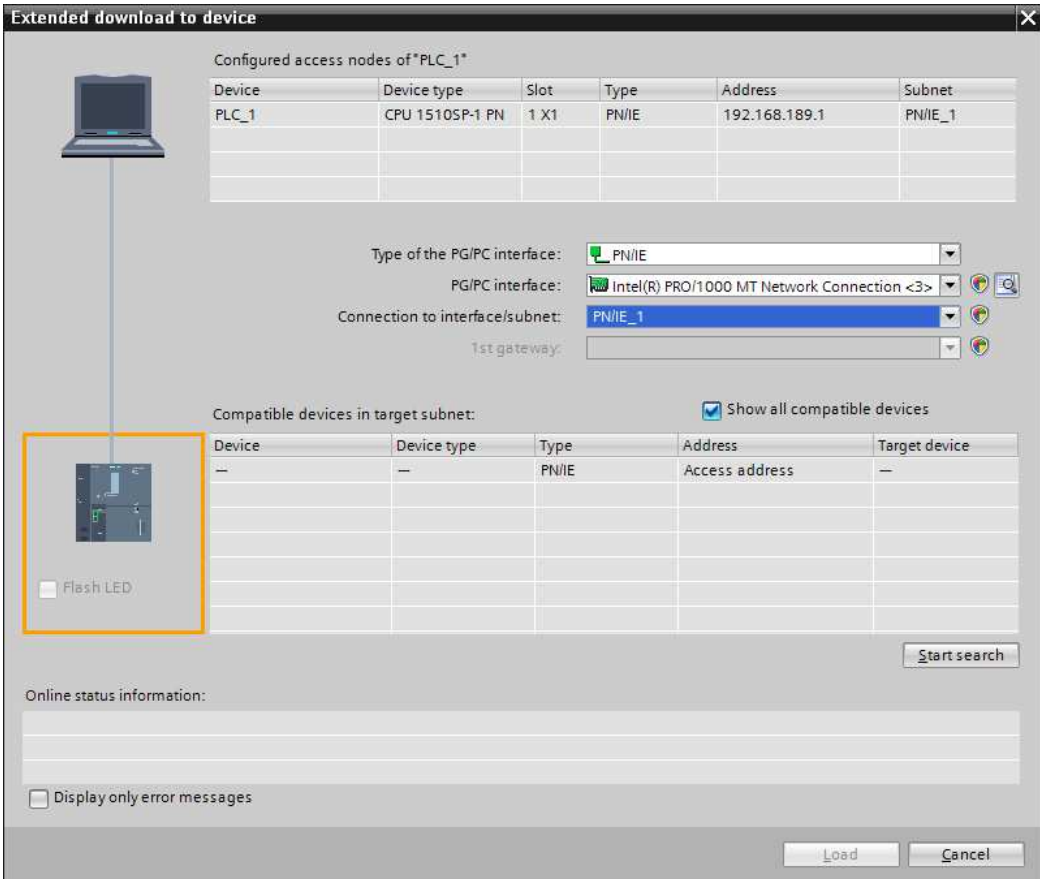 Extended download to device
Configured access nodes of "PLC_1"
Device Device type Slot Type Address Subnet
PLC_1 CPU 1510SP-1 PN 1 X1 PN/IE 192.168.189.1 PN/IE_1
Type of the PG/PC interface: PN/IE
PG/PC interface: Intel(R) PRO/1000 MT Network Connection <3>
Connection to interface/subnet: PN/IE_1
1st gateway:
Compatible devices in target subnet: Show all compatible devices
Device Device type Type Address Target device
— — PN/IE Access address —
Flash LED
Start search
Online status information:
Display only error messages
Load Cancel